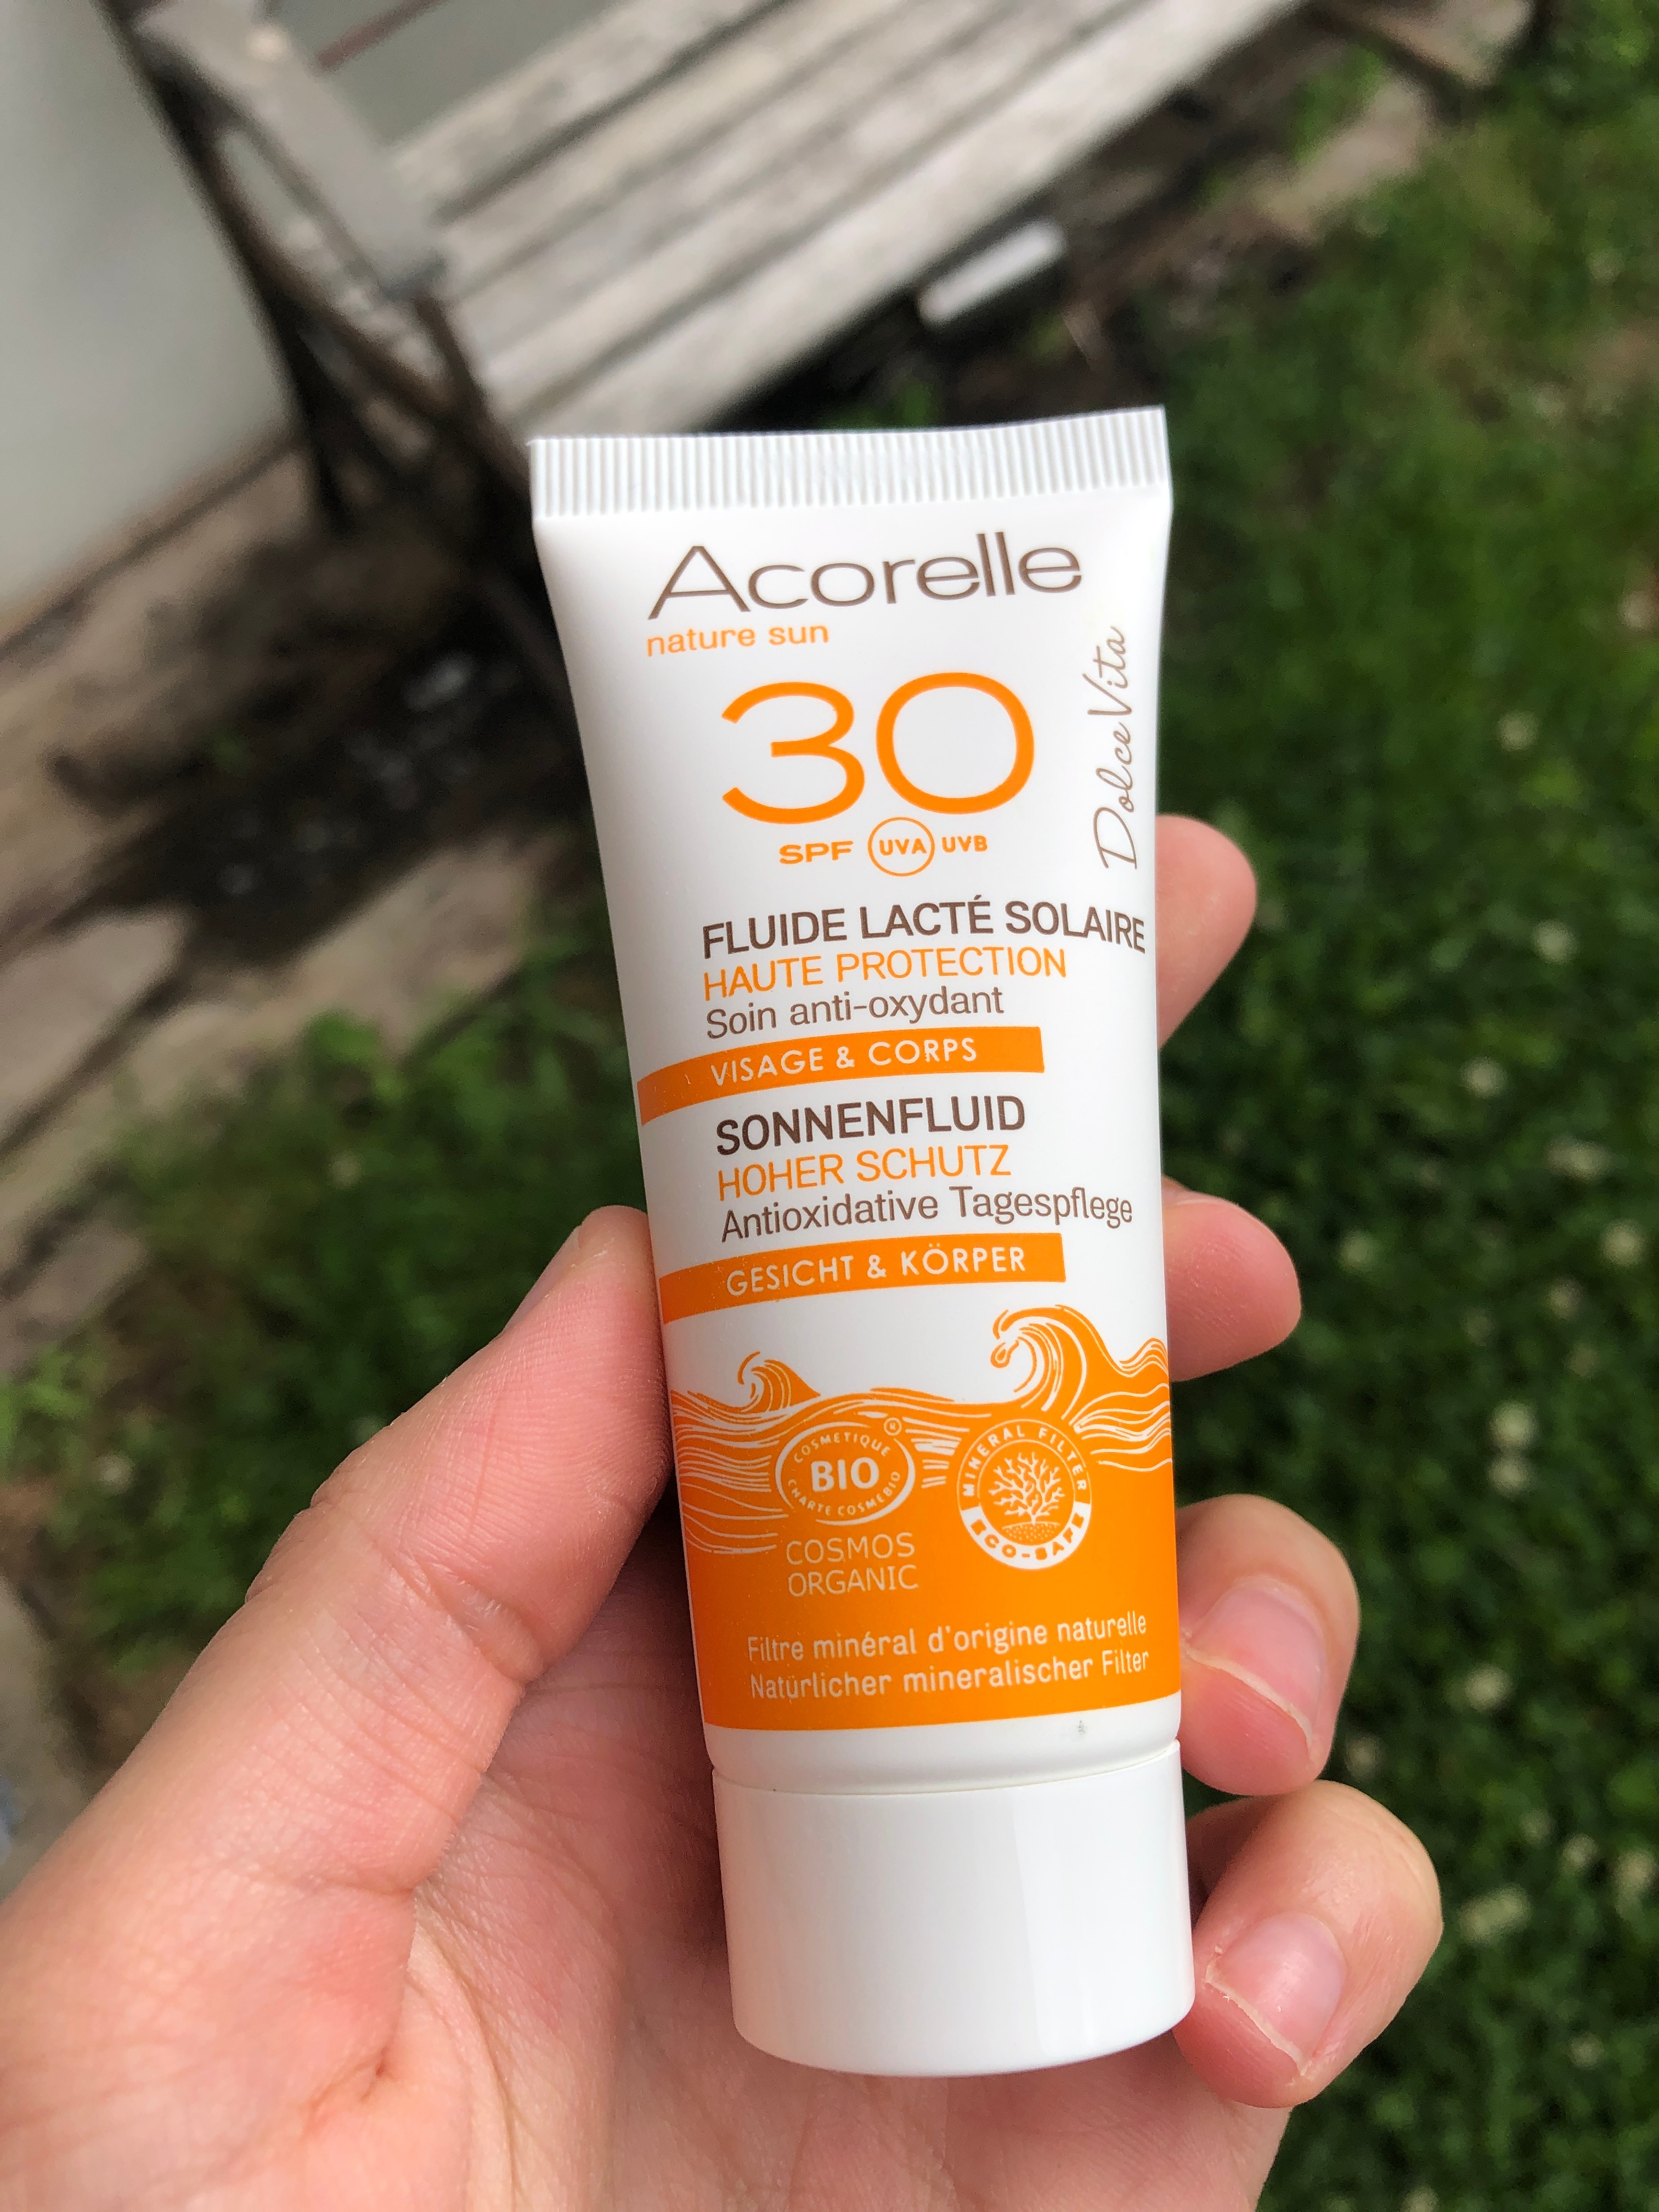 Acorelle
nature sun
Dolce Vita
30
SPF UVA UVB
FLUIDE LACTÉ SOLAIRE
HAUTE PROTECTION
Soin anti-oxydant
VISAGE & CORPS
SONNENFLUID
HOHER SCHUTZ
Antioxidative Tagespflege
GESICHT & KÖRPER
COSMETIQUE ®
BIO
CHARTE COSMEBIO
COSMOS
ORGANIC
MINERAL FILTER
ECO-SAFE
Filtre minéral d'origine naturelle
Natürlicher mineralischer Filter